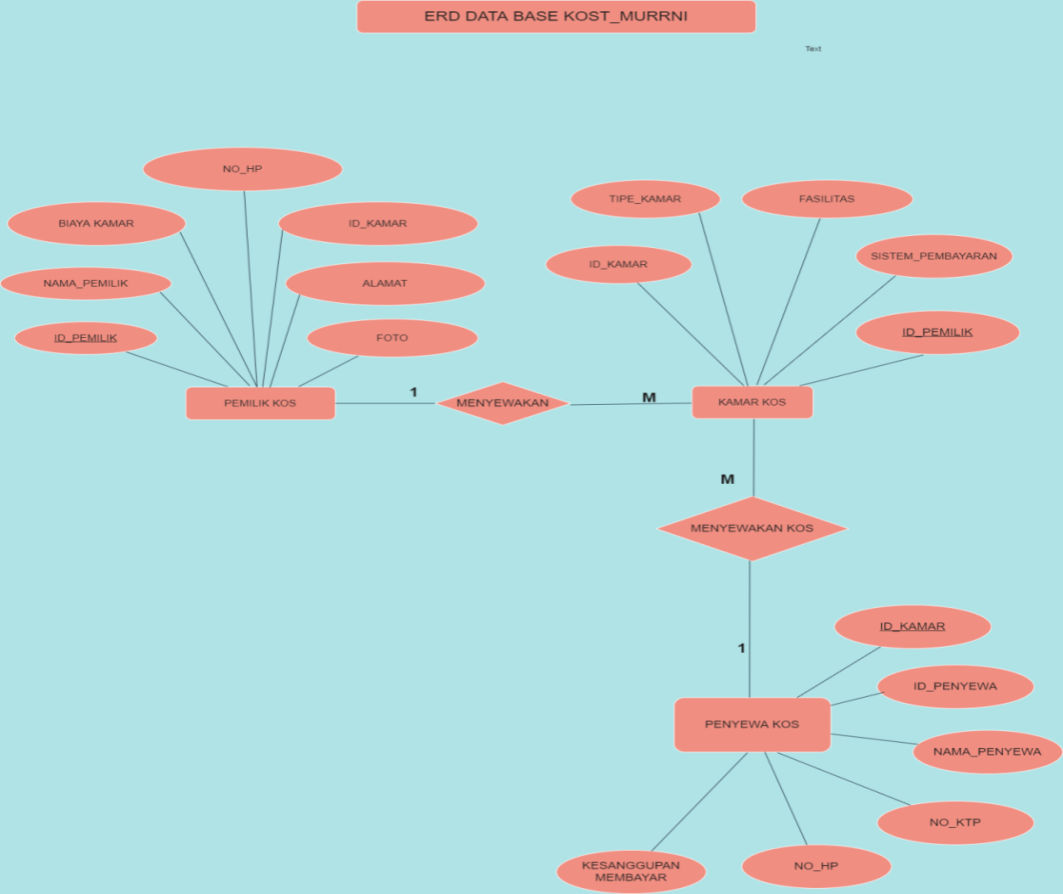 ERD DATA BASE KOST_MURRNI
Text
NO_HP
BIAYA KAMAR
ID_KAMAR
NAMA_PEMILIK
ALAMAT
ID_PEMILIK
FOTO
PEMILIK KOS
1
MENYEWAKAN
M
TIPE_KAMAR
FASILITAS
ID_KAMAR
SISTEM_PEMBAYARAN
ID_PEMILIK
KAMAR KOS
M
MENYEWAKAN KOS
1
ID_KAMAR
ID_PENYEWA
PENYEWA KOS
NAMA_PENYEWA
NO_KTP
KESANGGUPAN
MEMBAYAR
NO_HP